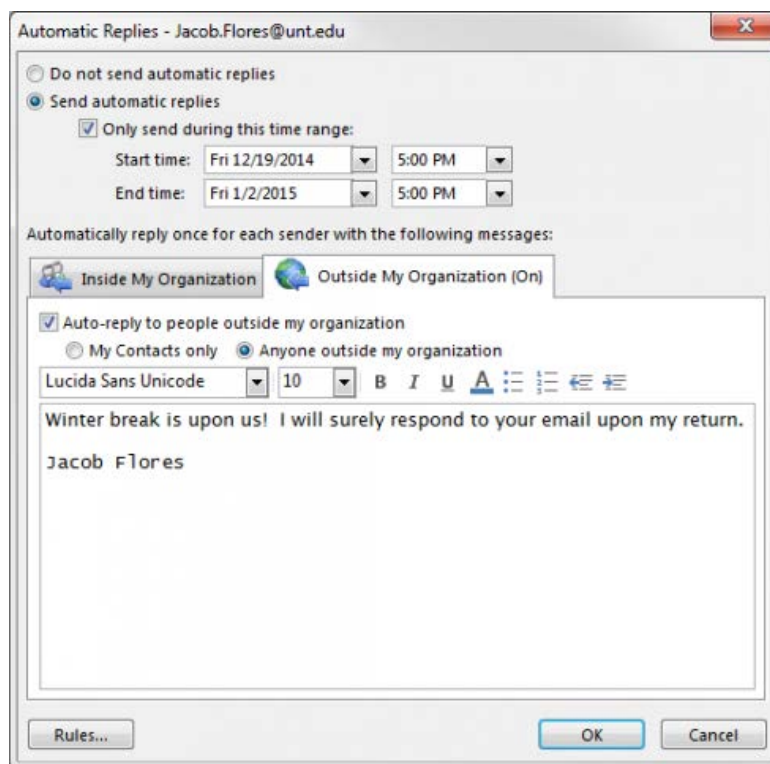 Automatic Replies - Jacob.Flores@unt.edu
Do not send automatic replies
Send automatic replies
Only send during this time range:
Start time: Fri 12/19/2014 5:00 PM
End time: Fri 1/2/2015 5:00 PM
Automatically reply once for each sender with the following messages:
Inside My Organization Outside My Organization (On)
Auto-reply to people outside my organization
My Contacts only Anyone outside my organization
Lucida Sans Unicode 10 B I U A
Winter break is upon us! I will surely respond to your email upon my return.
Jacob Flores
Rules... OK Cancel